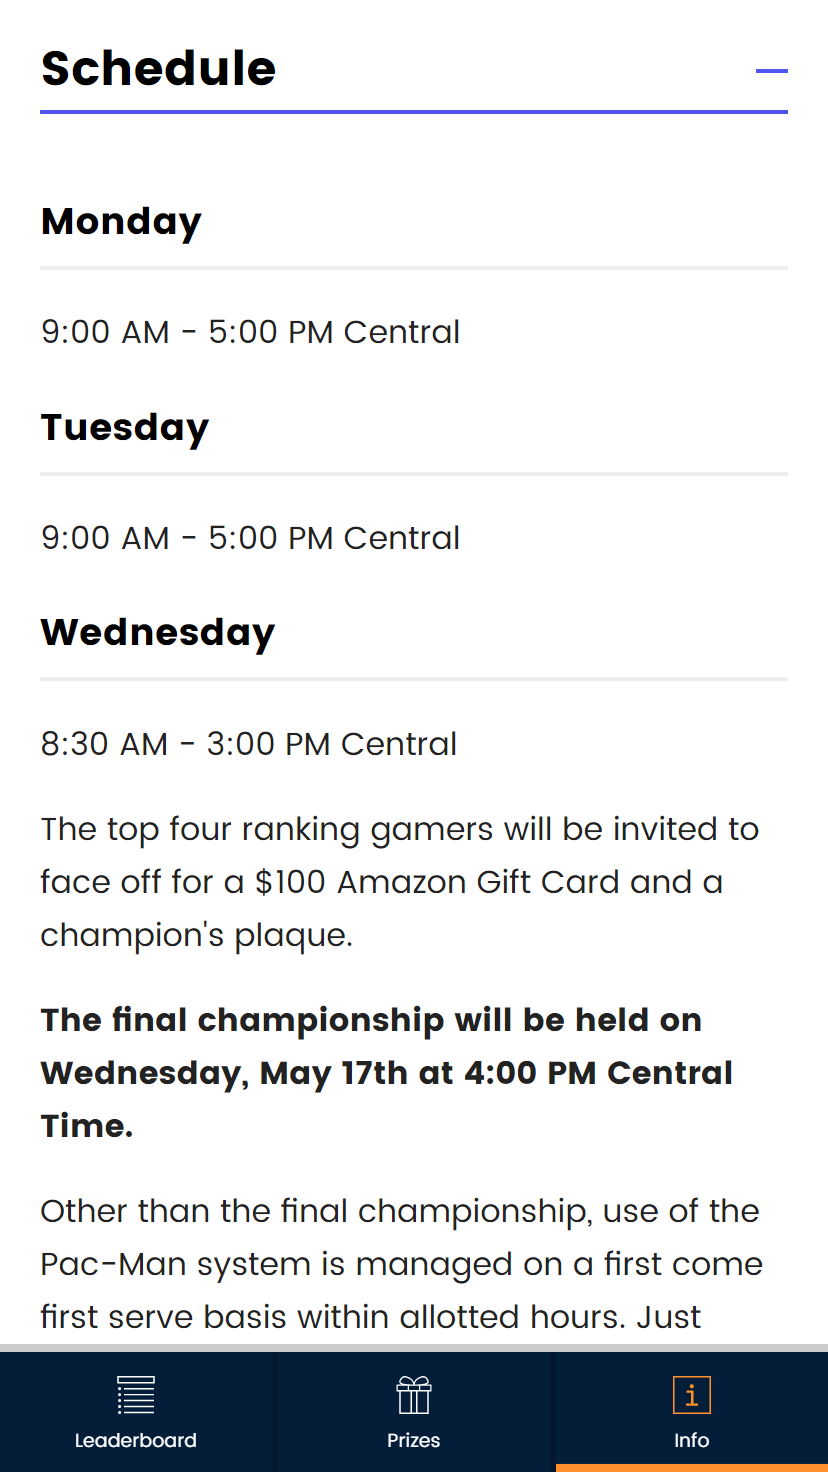 Schedule
Monday
9:00 AM - 5:00 PM Central
Tuesday
9:00 AM - 5:00 PM Central
Wednesday
8:30 AM - 3:00 PM Central
The top four ranking gamers will be invited to
face off for a $100 Amazon Gift Card and a
champion's plaque.
The final championship will be held on
Wednesday, May 17th at 4:00 PM Central
Time.
Other than the final championship, use of the
Pac-Man system is managed on a first come
first serve basis within allotted hours. Just
Leaderboard
Prizes
Info